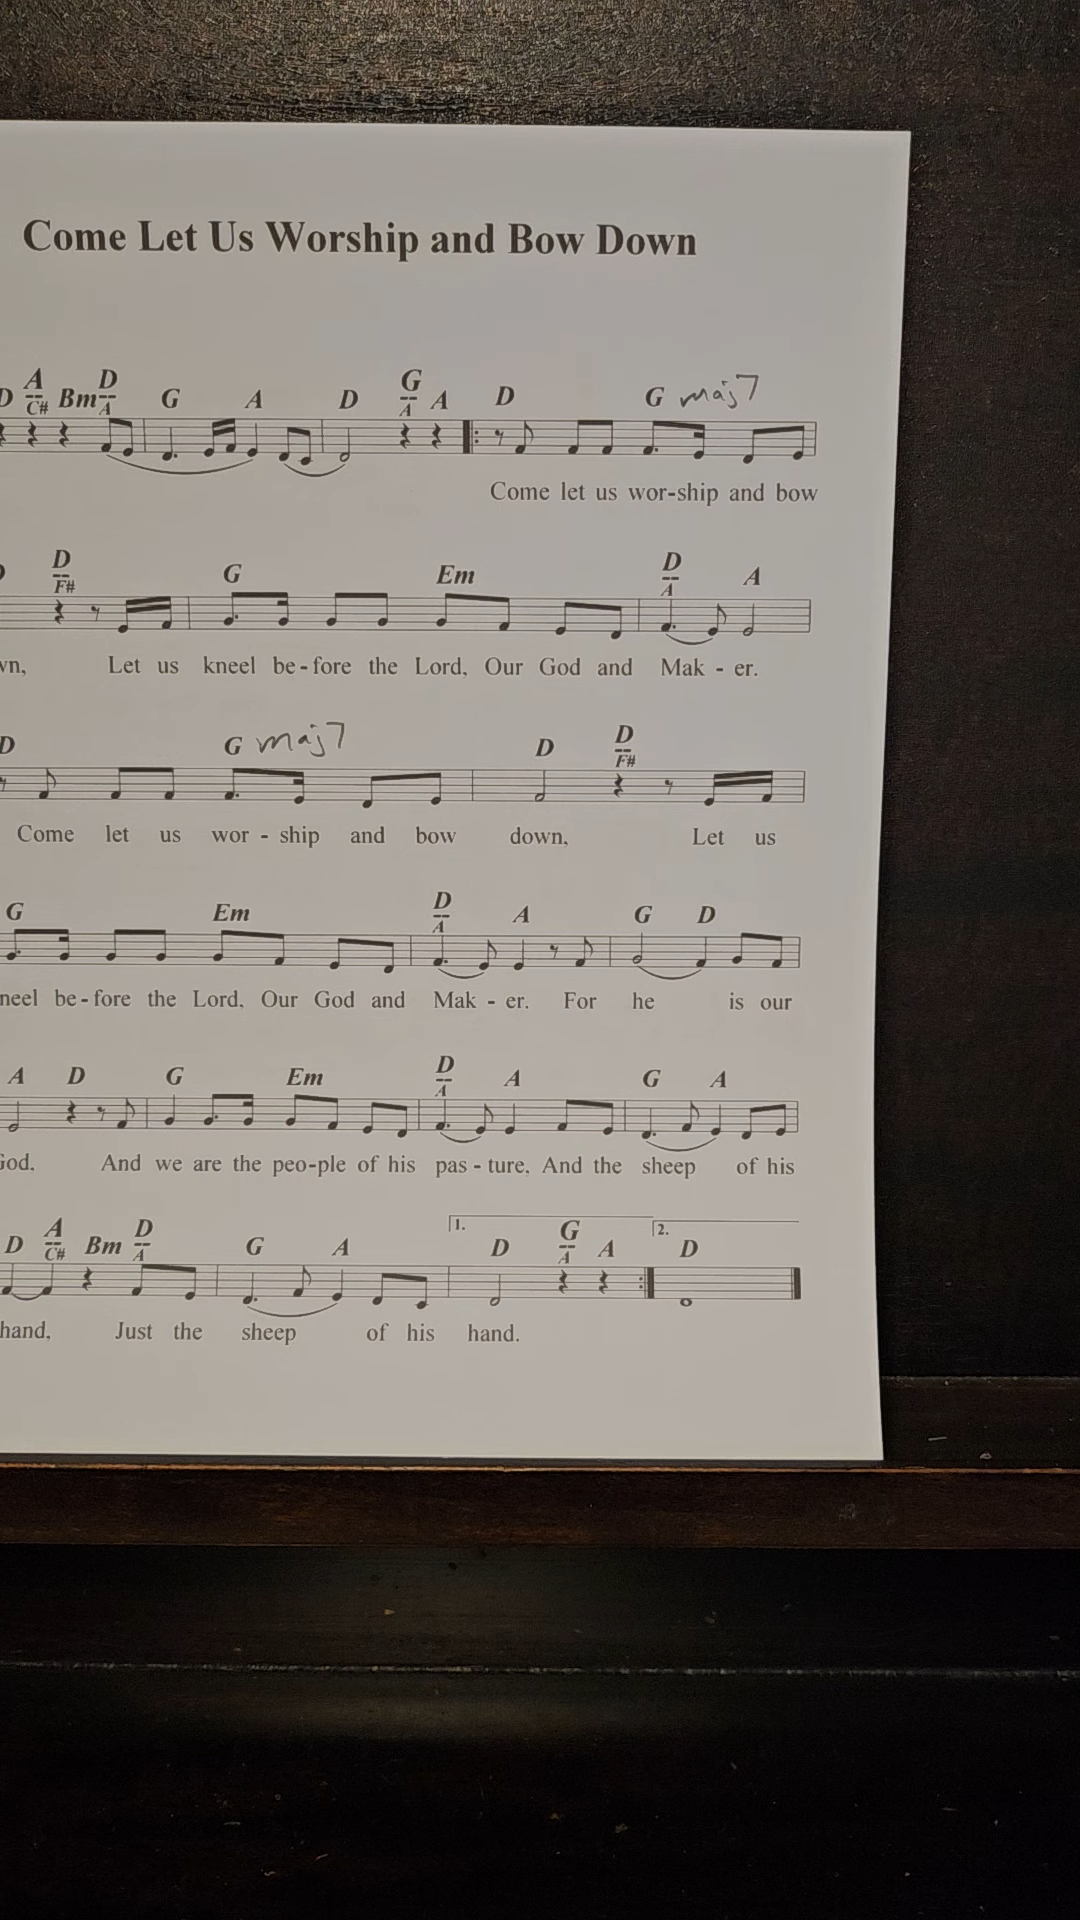 Come Let Us Worship and Bow Down
D A/C# Bm D/A G A D G/A A D G maj7
Come let us wor-ship and bow
D/F# G Em D/A A
wn, Let us kneel be-fore the Lord, Our God and Mak - er.
D G maj7 D D/F#
Come let us wor - ship and bow down, Let us
G Em D/A A G D
neel be-fore the Lord, Our God and Mak - er. For he is our
A D G Em D/A A G A
God. And we are the peo-ple of his pas - ture, And the sheep of his
1. 2.
D A/C# Bm D/A G A D G/A A D
hand, Just the sheep of his hand.